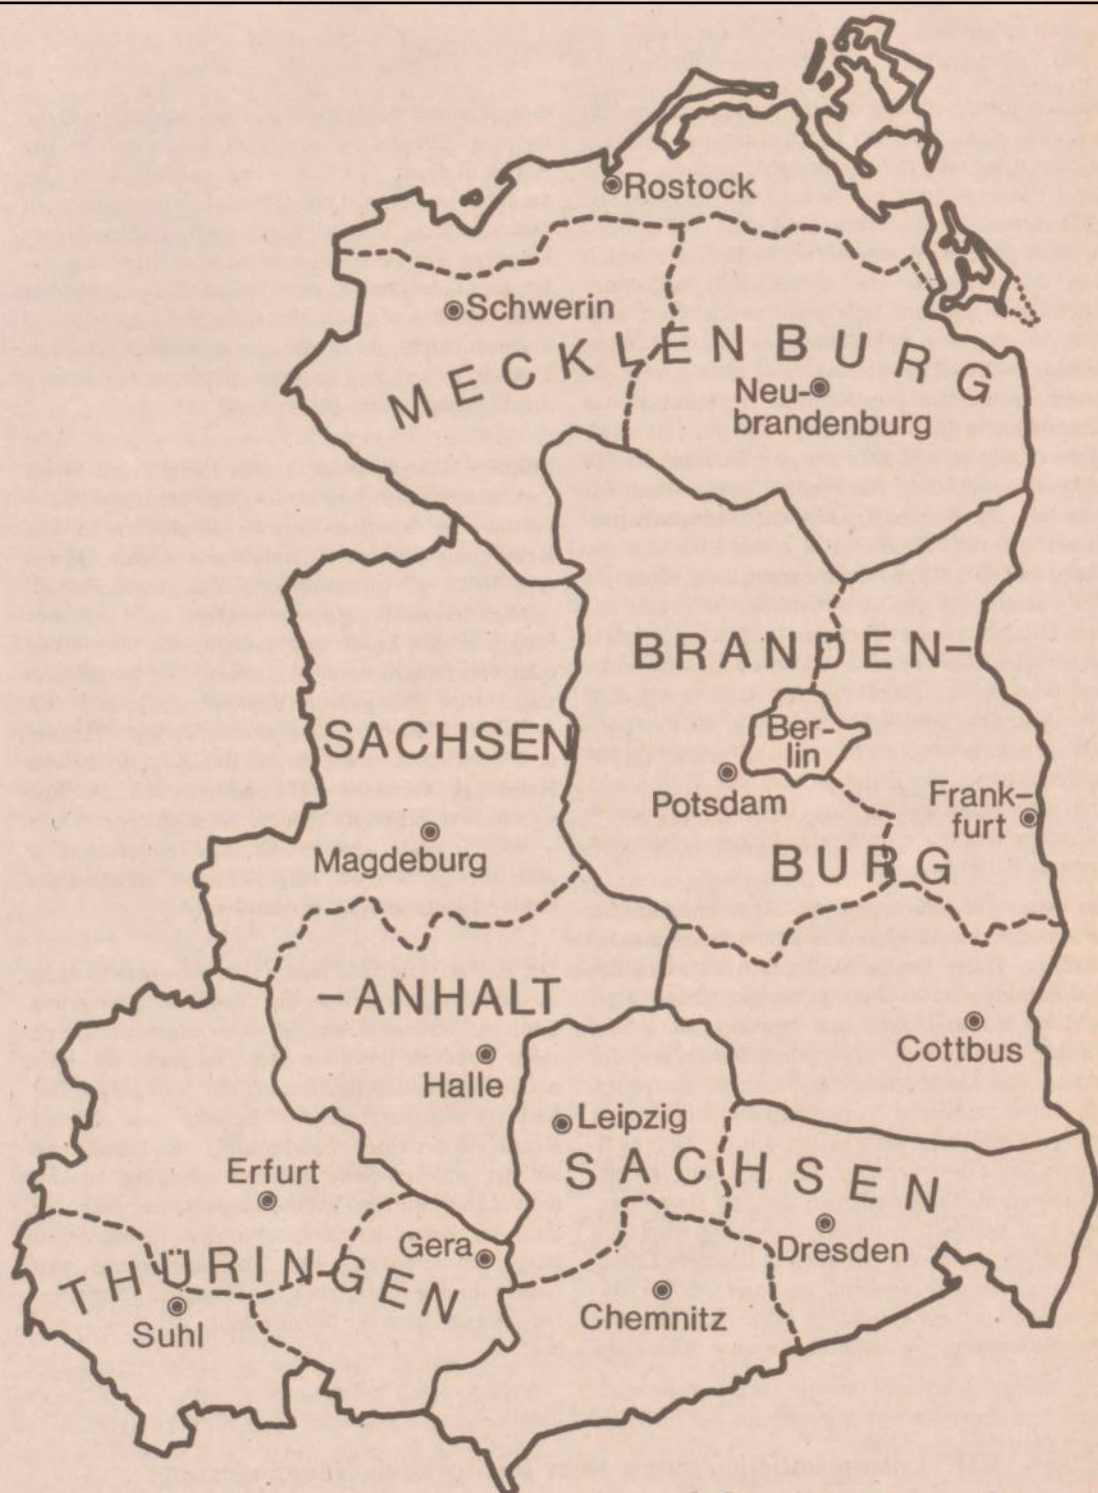 Rostock
Schwerin
MECKLENBURG
Neu-
brandenburg
BRANDEN-
Ber-
lin
SACHSEN
Potsdam
Frank-
furt
Magdeburg
BURG
-ANHALT
Cottbus
Halle
Leipzig
SACHSEN
Erfurt
Dresden
Gera
THÜRINGEN
Chemnitz
Suhl